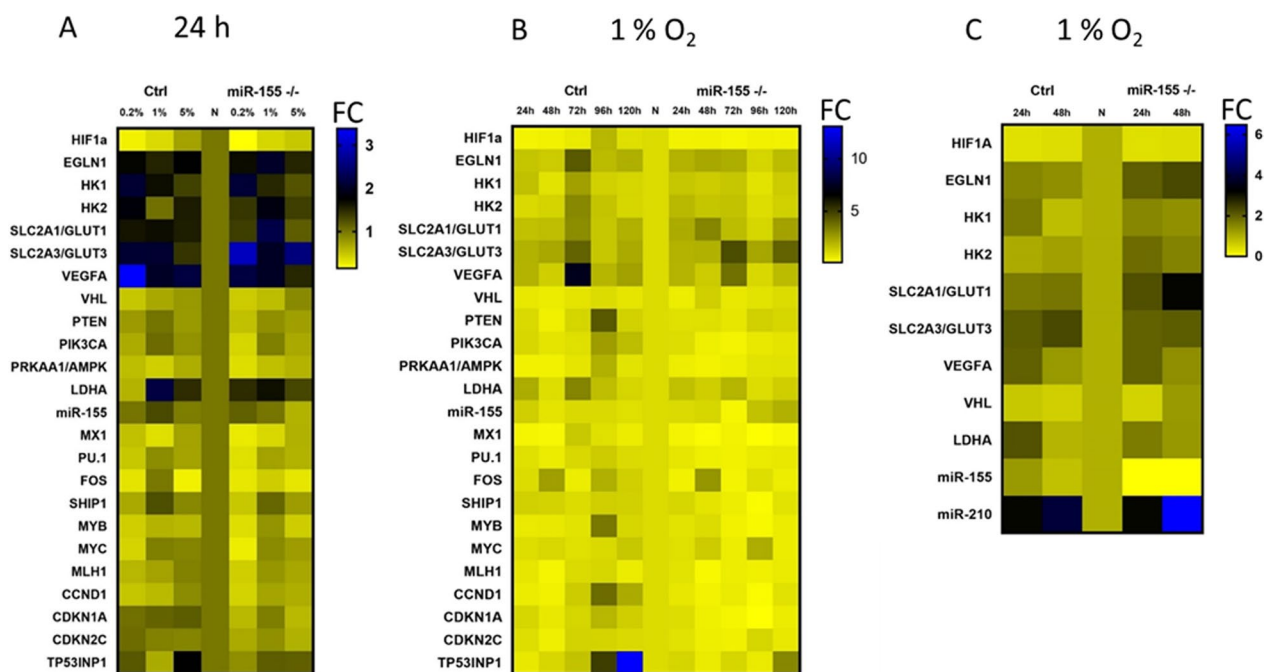 A 24 h
Ctrl miR-155 -/-
0.2% 1% 5% N 0.2% 1% 5%
FC
3
2
1
HIF1a
EGLN1
HK1
HK2
SLC2A1/GLUT1
SLC2A3/GLUT3
VEGFA
VHL
PTEN
PIK3CA
PRKAA1/AMPK
LDHA
miR-155
MX1
PU.1
FOS
SHIP1
MYB
MYC
MLH1
CCND1
CDKN1A
CDKN2C
TP53INP1
B 1 % O₂
Ctrl miR-155 -/-
24h 48h 72h 96h 120h N 24h 48h 72h 96h 120h
FC
10
5
HIF1a
EGLN1
HK1
HK2
SLC2A1/GLUT1
SLC2A3/GLUT3
VEGFA
VHL
PTEN
PIK3CA
PRKAA1/AMPK
LDHA
miR-155
MX1
PU.1
FOS
SHIP1
MYB
MYC
MLH1
CCND1
CDKN1A
CDKN2C
TP53INP1
C 1 % O₂
Ctrl miR-155 -/-
24h 48h N 24h 48h
FC
6
4
2
0
HIF1A
EGLN1
HK1
HK2
SLC2A1/GLUT1
SLC2A3/GLUT3
VEGFA
VHL
LDHA
miR-155
miR-210